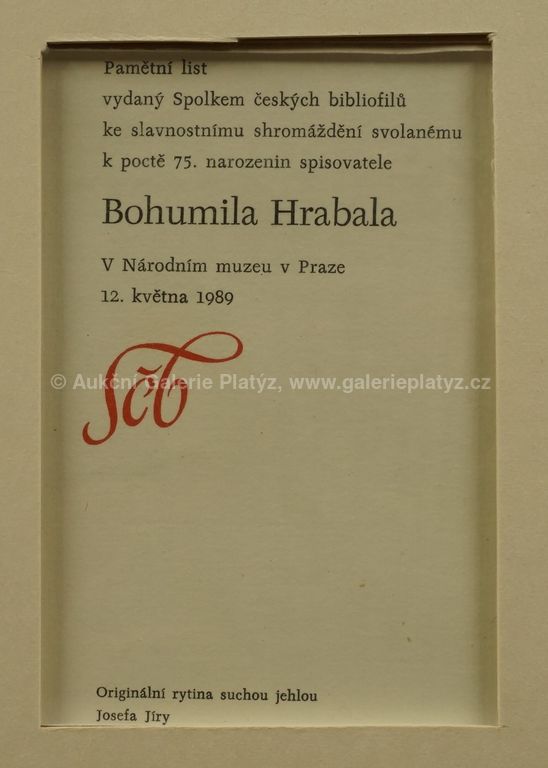 Pamětní list
vydaný Spolkem českých bibliofilů
ke slavnostnímu shromáždění svolanému
k poctě 75. narozenin spisovatele
Bohumila Hrabala
V Národním muzeu v Praze
12. května 1989
Sčb
© Aukční Galerie Platýz, www.galerieplatyz.cz
Originální rytina suchou jehlou
Josefa Jíry